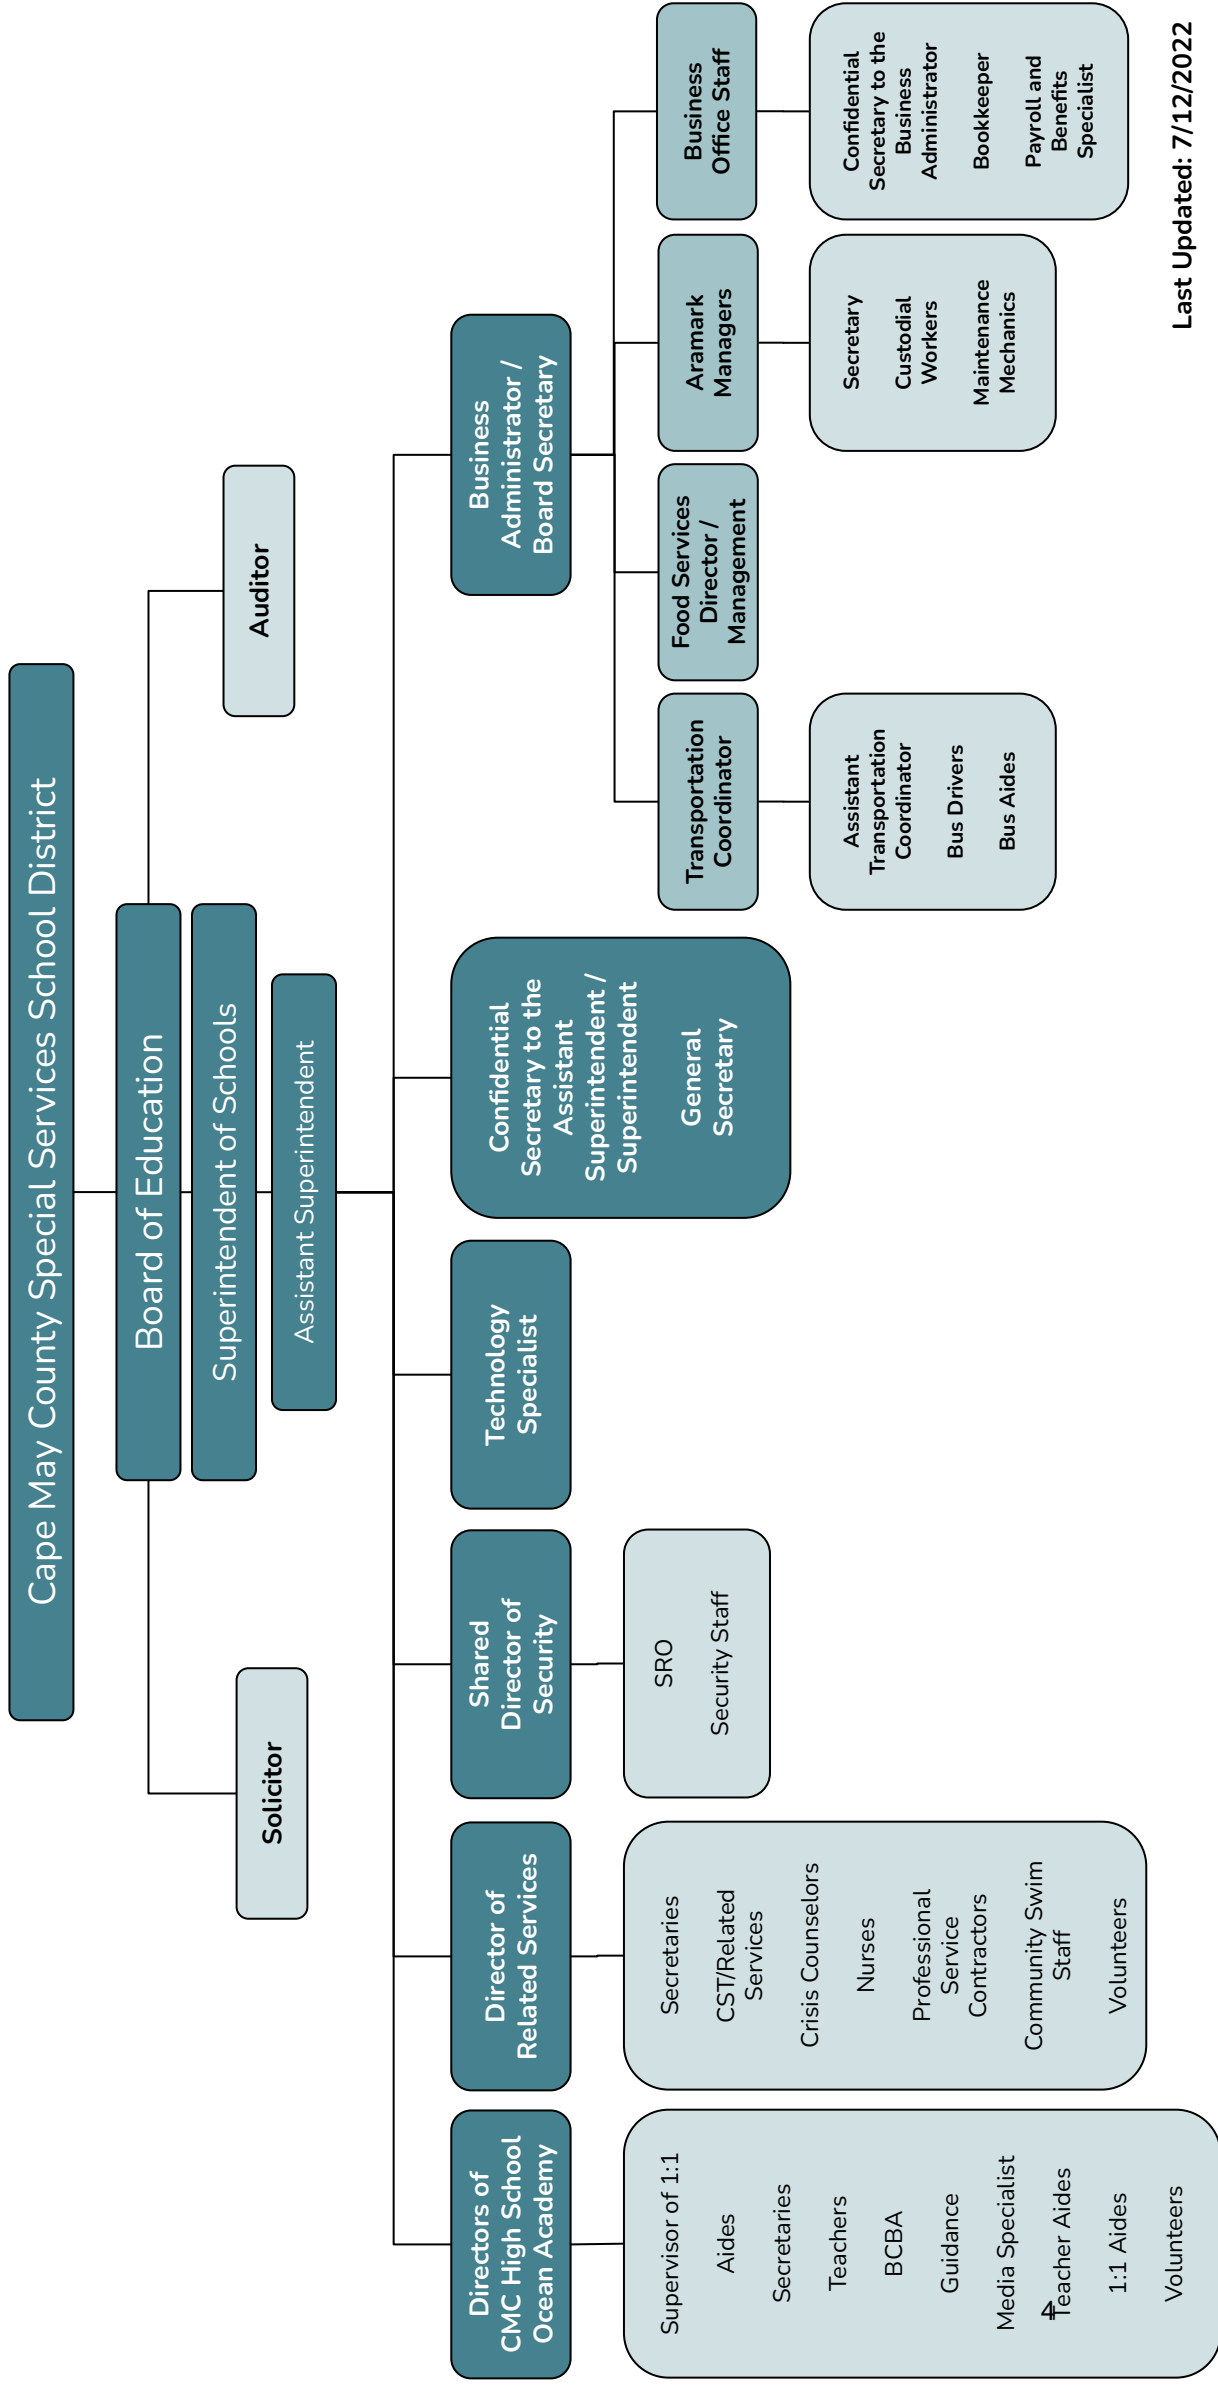 Cape May County Special Services School District
Board of Education
Superintendent of Schools
Assistant Superintendent
Solicitor
Auditor
Directors of
CMC High School
Ocean Academy
Supervisor of 1:1
Aides
Secretaries
Teachers
BCBA
Guidance
Media Specialist
Teacher Aides
1:1 Aides
Volunteers
Director of
Related Services
Secretaries
CST/Related
Services
Crisis Counselors
Nurses
Professional
Service
Contractors
Community Swim
Staff
Volunteers
Shared
Director of
Security
SRO
Security Staff
Technology
Specialist
Confidential
Secretary to the
Assistant
Superintendent /
Superintendent
General
Secretary
Business
Administrator /
Board Secretary
Transportation
Coordinator
Assistant
Transportation
Coordinator
Bus Drivers
Bus Aides
Food Services
Director /
Management
Aramark
Managers
Secretary
Custodial
Workers
Maintenance
Mechanics
Business
Office Staff
Confidential
Secretary to the
Business
Administrator
Bookkeeper
Payroll and
Benefits
Specialist
Last Updated: 7/12/2022
4